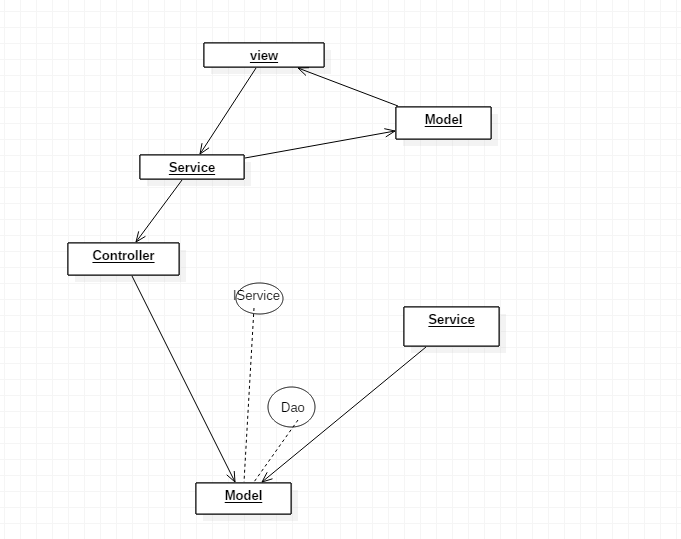 view
Model
Service
Controller
IService
Service
Dao
Model